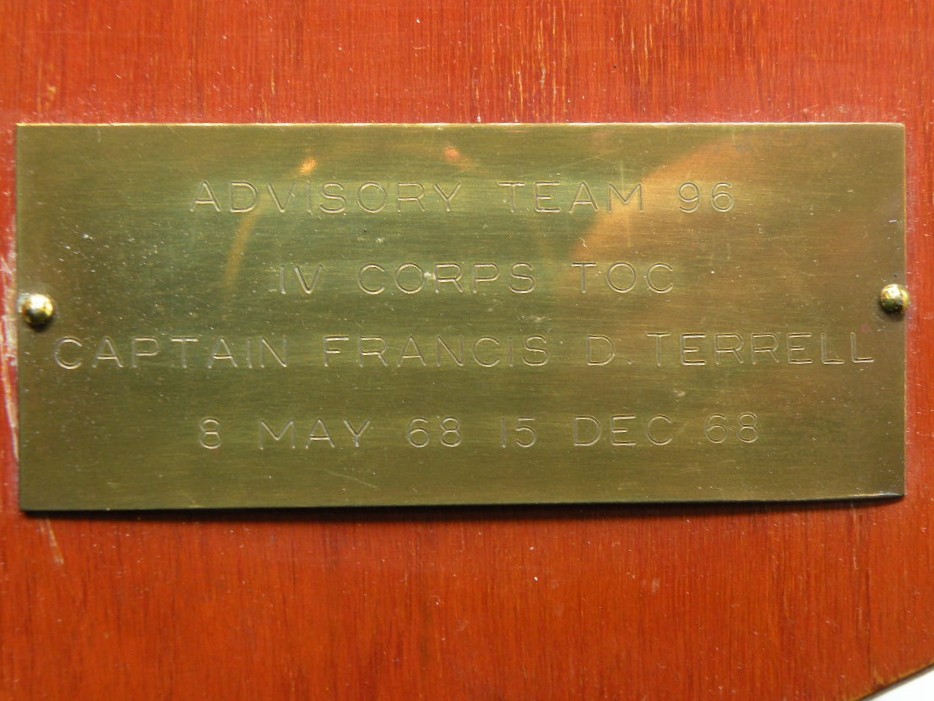 ADVISORY TEAM 96
IV CORPS TOC
CAPTAIN FRANCIS D. TERRELL
8 MAY 68 15 DEC 68